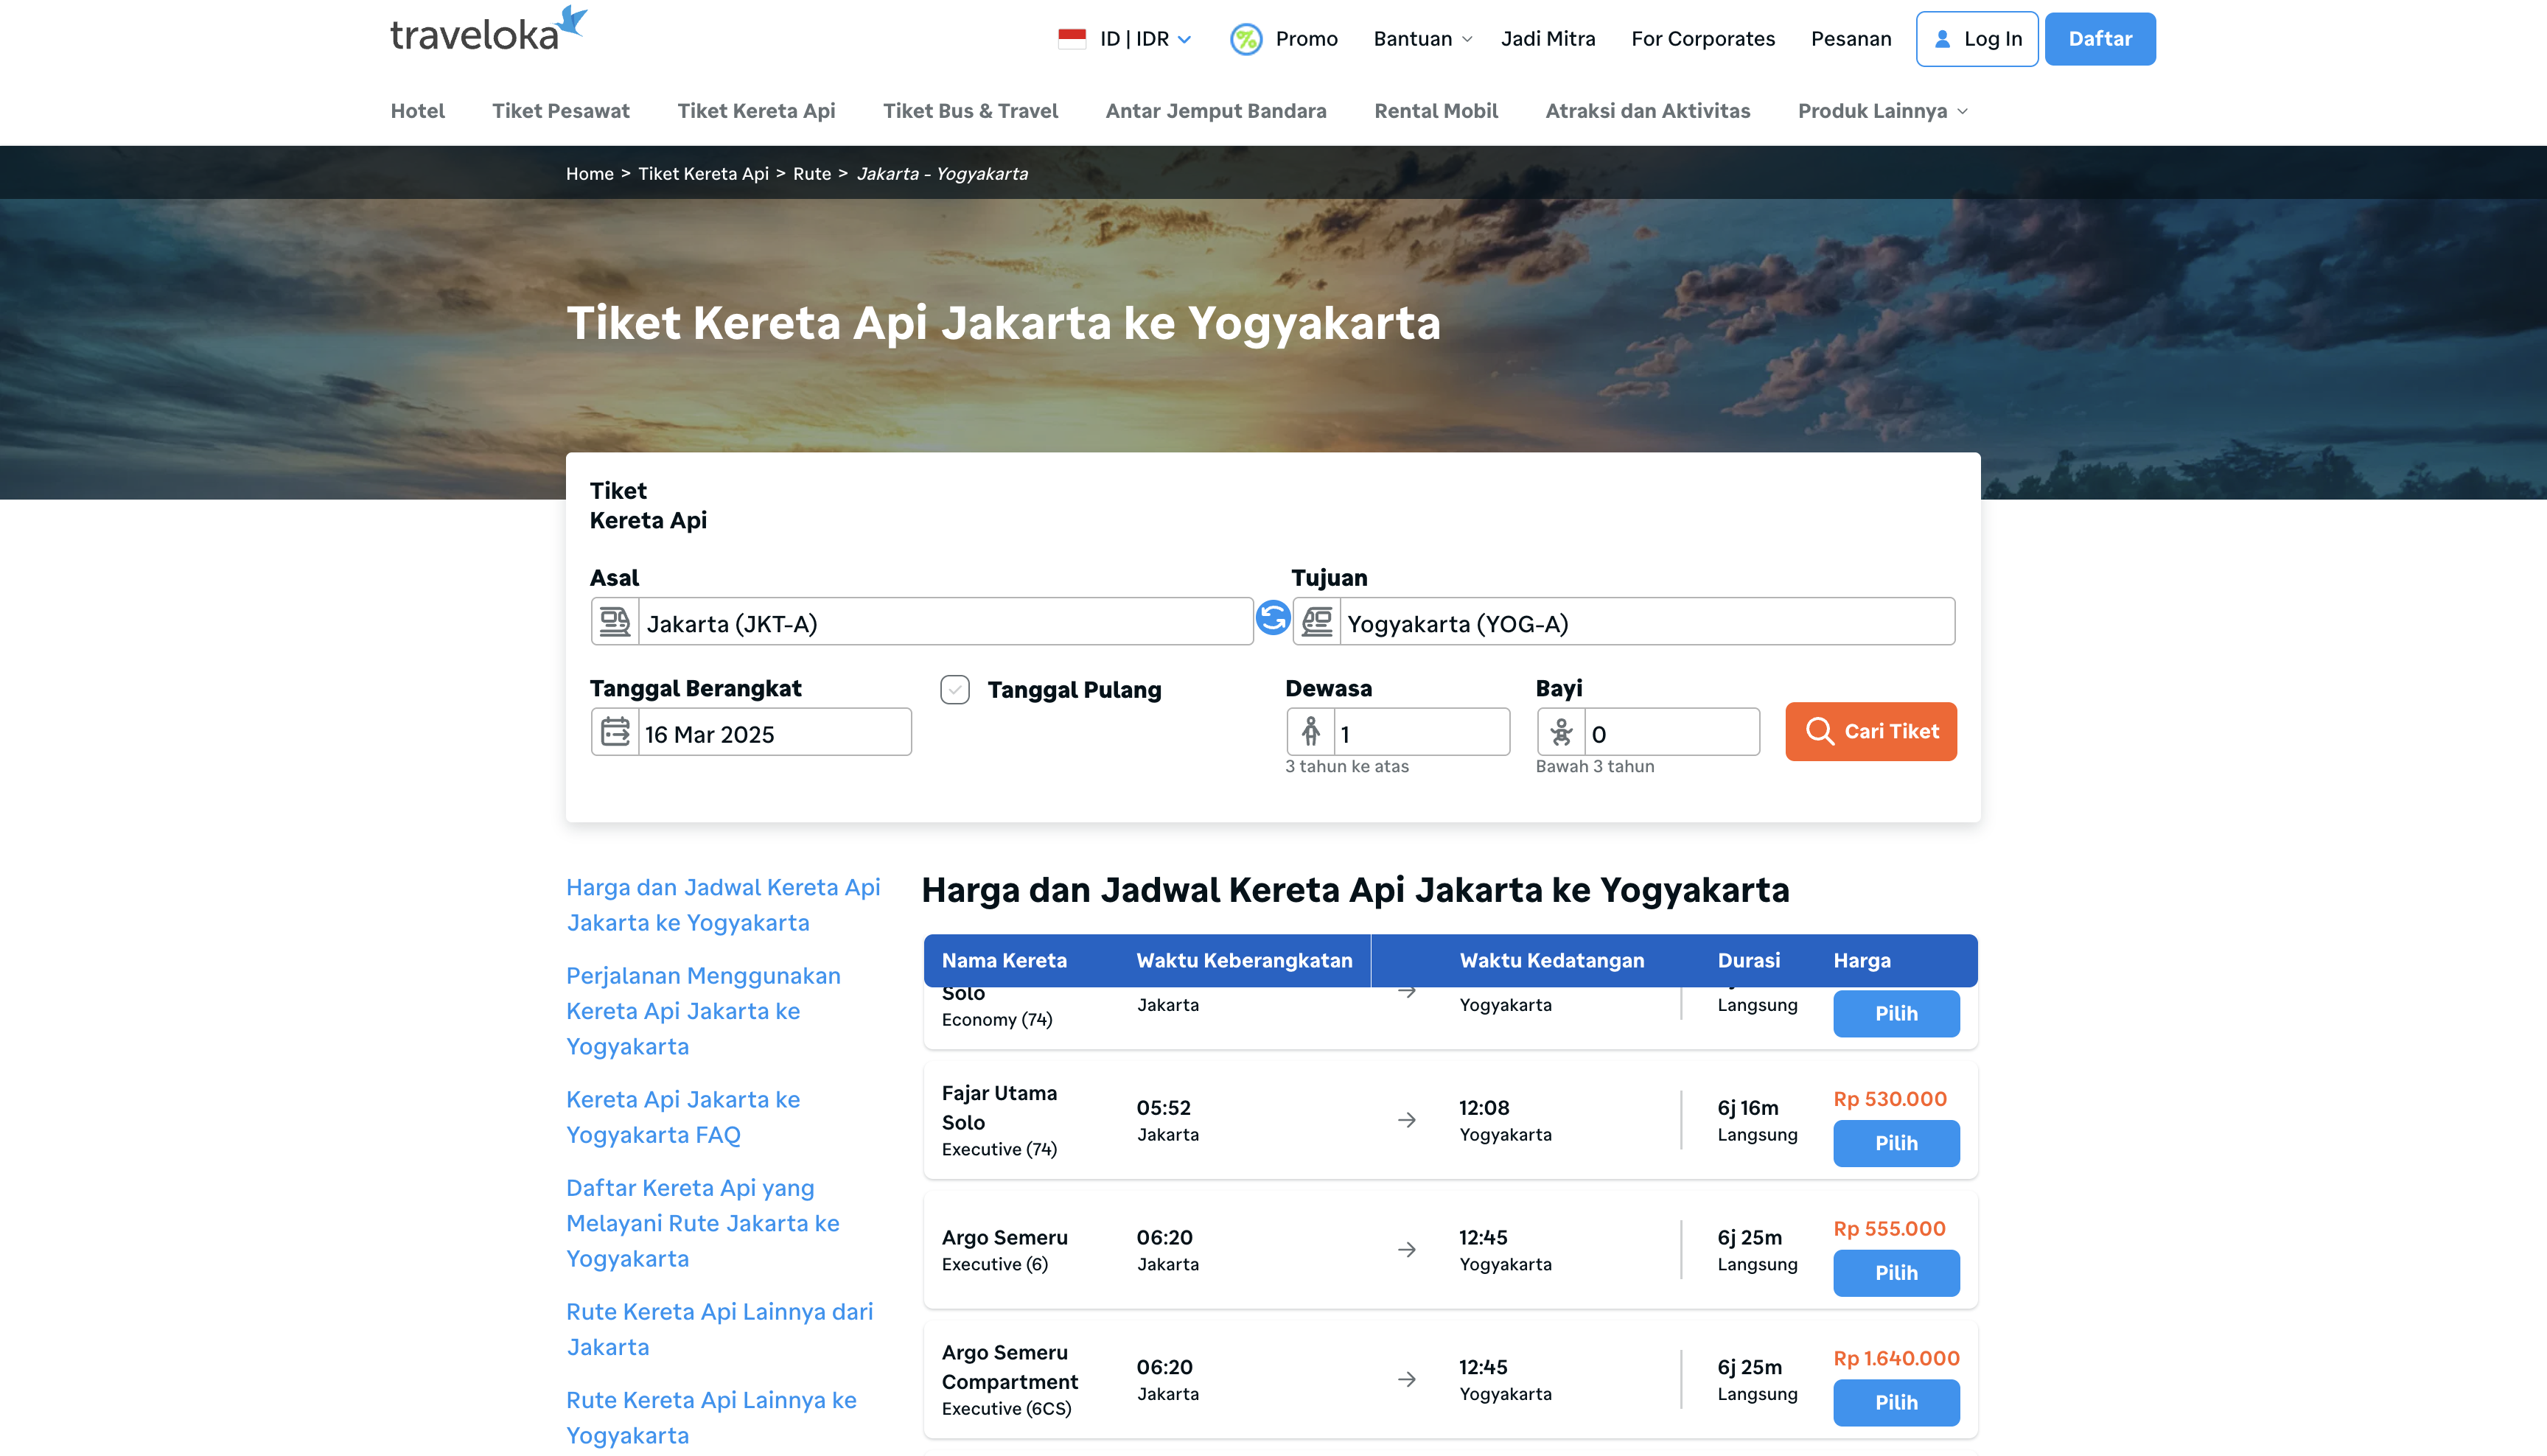 traveloka
ID | IDR
Promo
Bantuan
Jadi Mitra
For Corporates
Pesanan
Log In
Daftar
Hotel
Tiket Pesawat
Tiket Kereta Api
Tiket Bus & Travel
Antar Jemput Bandara
Rental Mobil
Atraksi dan Aktivitas
Produk Lainnya
Home > Tiket Kereta Api > Rute > Jakarta - Yogyakarta
Tiket Kereta Api Jakarta ke Yogyakarta
Tiket
Kereta Api
Asal
Jakarta (JKT-A)
Tujuan
Yogyakarta (YOG-A)
Tanggal Berangkat
16 Mar 2025
Tanggal Pulang
Dewasa
1
3 tahun ke atas
Bayi
0
Bawah 3 tahun
Cari Tiket
Harga dan Jadwal Kereta Api
Jakarta ke Yogyakarta
Perjalanan Menggunakan
Kereta Api Jakarta ke
Yogyakarta
Kereta Api Jakarta ke
Yogyakarta FAQ
Daftar Kereta Api yang
Melayani Rute Jakarta ke
Yogyakarta
Rute Kereta Api Lainnya dari
Jakarta
Rute Kereta Api Lainnya ke
Yogyakarta
Harga dan Jadwal Kereta Api Jakarta ke Yogyakarta
Nama Kereta
Waktu Keberangkatan
Waktu Kedatangan
Durasi
Harga
Solo
Economy (74)
Jakarta
Yogyakarta
Langsung
Pilih
Fajar Utama
Solo
Executive (74)
05:52
Jakarta
12:08
Yogyakarta
6j 16m
Langsung
Rp 530.000
Pilih
Argo Semeru
Executive (6)
06:20
Jakarta
12:45
Yogyakarta
6j 25m
Langsung
Rp 555.000
Pilih
Argo Semeru
Compartment
Executive (6CS)
06:20
Jakarta
12:45
Yogyakarta
6j 25m
Langsung
Rp 1.640.000
Pilih